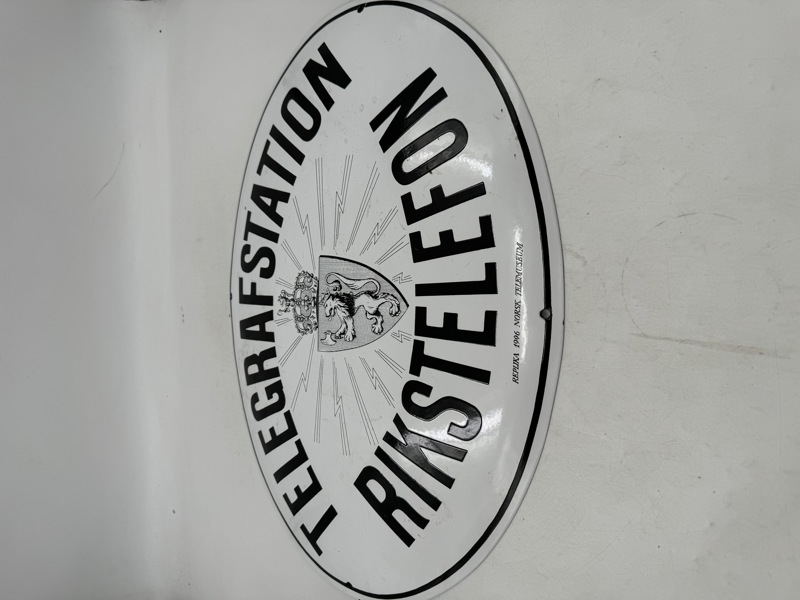 TELEGRAFSTATION
RIKSTELEFON
REPLIKA 1996 NORSK TELEMUSEUM